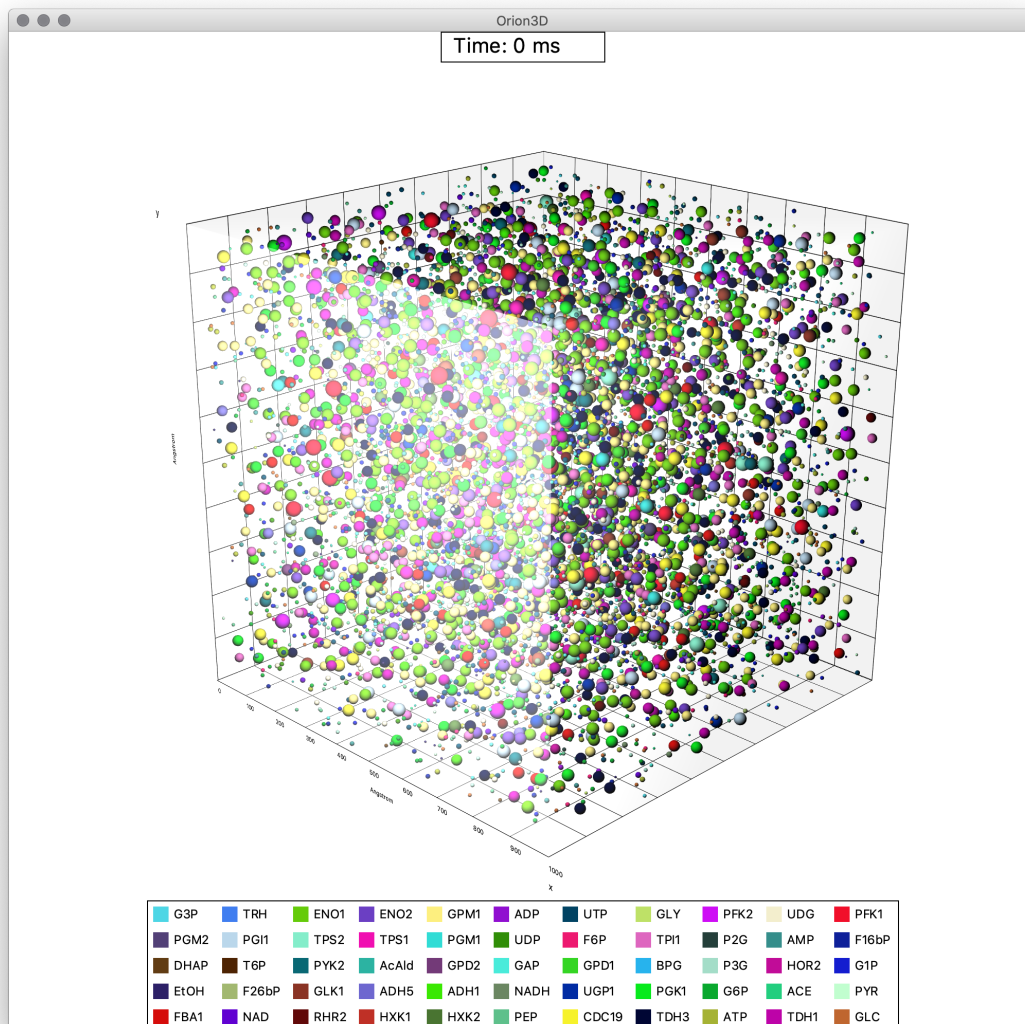 Orion3D
Time: 0 ms
y
Angstrom
0
100
200
300
400
500
Angstrom
600
700
800
900
1000
x
G3P TRH ENO1 ENO2 GPM1 ADP UTP GLY PFK2 UDG PFK1
PGM2 PGI1 TPS2 TPS1 PGM1 UDP F6P TPI1 P2G AMP F16bP
DHAP T6P PYK2 AcAld GPD2 GAP GPD1 BPG P3G HOR2 G1P
EtOH F26bP GLK1 ADH5 ADH1 NADH UGP1 PGK1 G6P ACE PYR
FBA1 NAD RHR2 HXK1 HXK2 PEP CDC19 TDH3 ATP TDH1 GLC